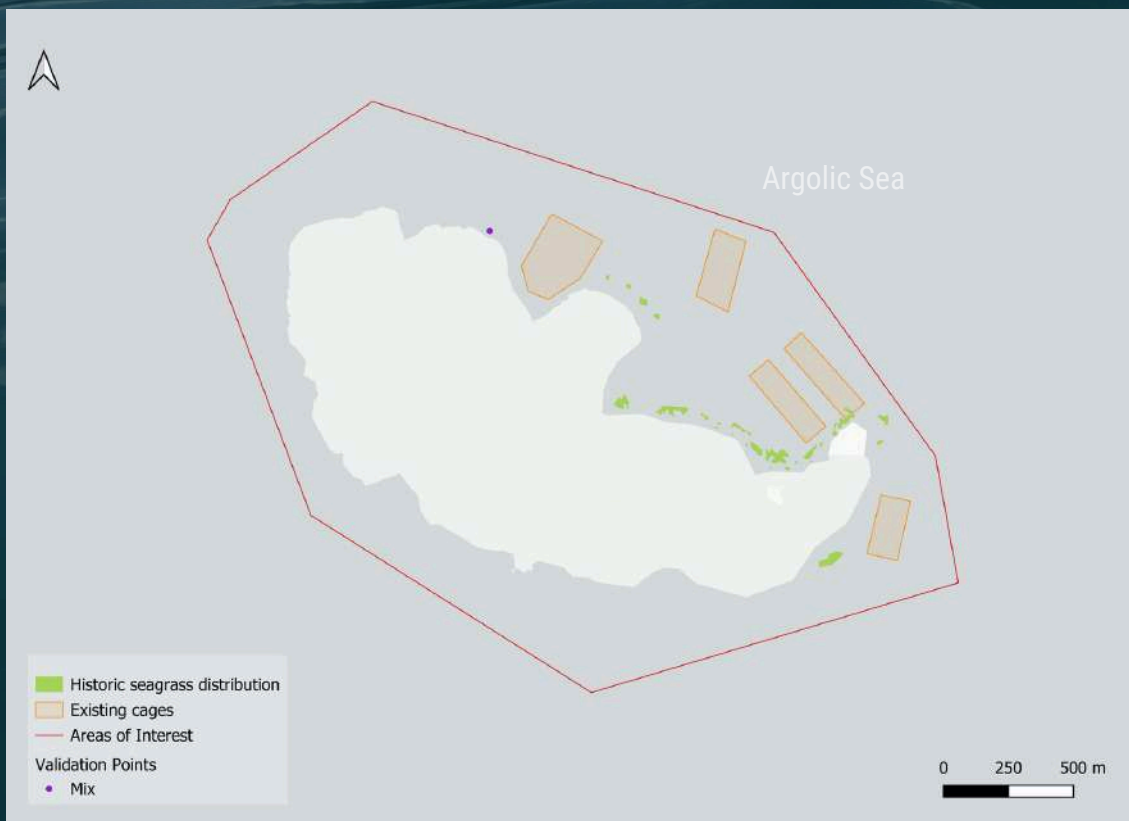 Argolic Sea
Historic seagrass distribution
Existing cages
Areas of Interest
Validation Points
Mix
0 250 500 m